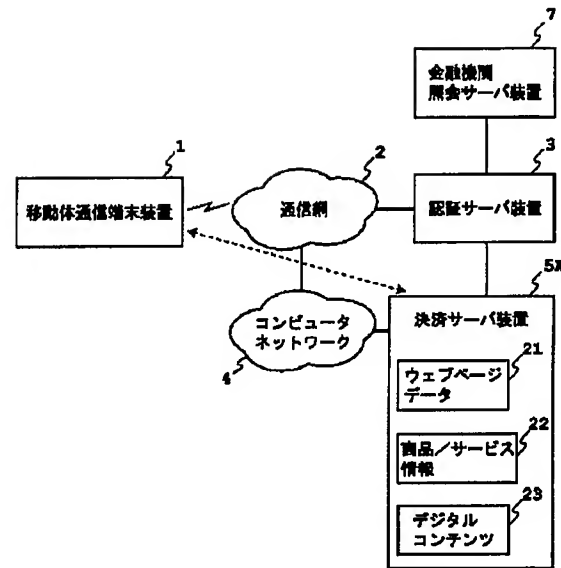 7
金融機関
照会サーバ装置
1
2
3
移動体通信端末装置
通信網
認証サーバ装置
5A
コンピュータ
ネットワーク
4
決済サーバ装置
21
ウェブページ
データ
22
商品／サービス
情報
23
デジタル
コンテンツ